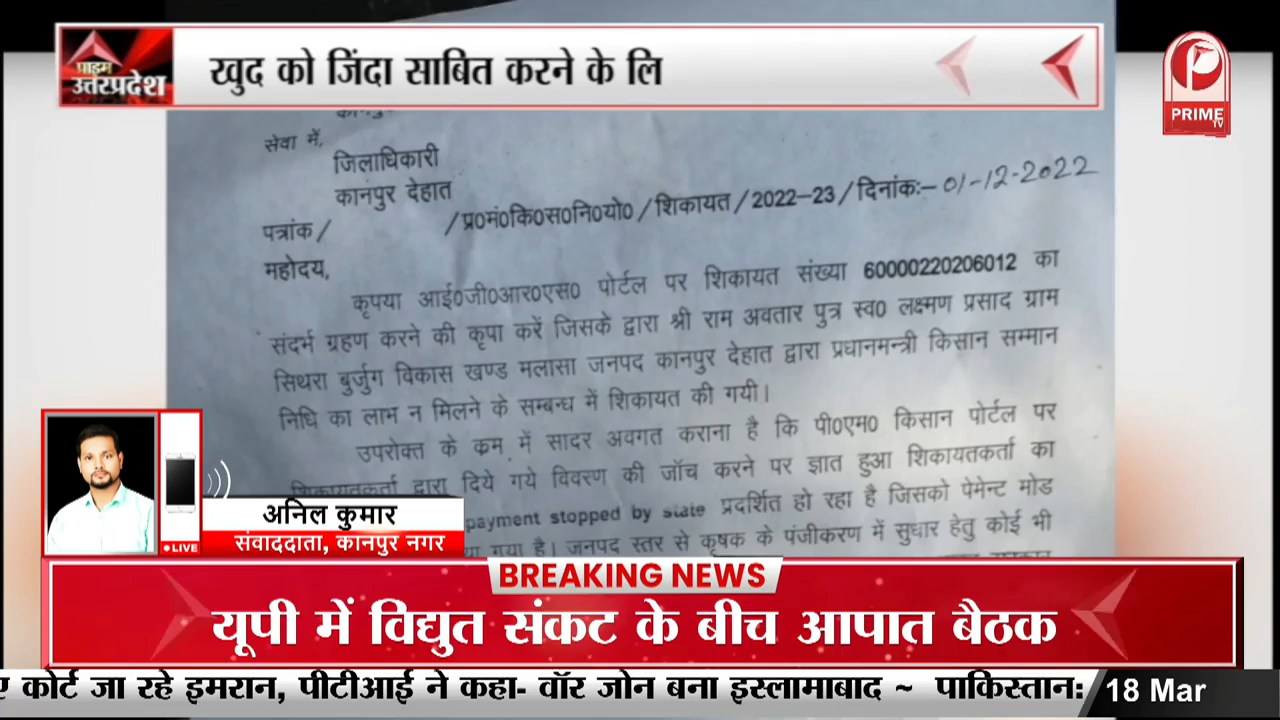 प्राइम
उत्तरप्रदेश
खुद को जिंदा साबित करने के लि
PRIME
TV
सेवा में,
जिलाधिकारी
कानपुर देहात
पत्रांक / /प्र0मं0कि0स0नि0यो0/शिकायत/2022-23/दिनांकः- 01-12-2022
महोदय,
कृपया आई0जी0आर0एस0 पोर्टल पर शिकायत संख्या 60000220206012 का
संदर्भ ग्रहण करने की कृपा करें जिसके द्वारा श्री राम अवतार पुत्र स्व0 लक्ष्मण प्रसाद ग्राम
सिथरा बुर्जुग विकास खण्ड मलासा जनपद कानपुर देहात द्वारा प्रधानमन्त्री किसान सम्मान
निधि का लाभ न मिलने के सम्बन्ध में शिकायत की गयी।
उपरोक्त के क्रम में सादर अवगत कराना है कि पी0एम0 किसान पोर्टल पर
शिकायतकर्ता द्वारा दिये गये विवरण की जॉच करने पर ज्ञात हुआ शिकायतकर्ता का
payment stopped by state प्रदर्शित हो रहा है जिसको पेमेन्ट मोड
गया है। जनपद स्तर से कृषक के पंजीकरण में सुधार हेतु कोई भी
LIVE
अनिल कुमार
संवाददाता, कानपुर नगर
BREAKING NEWS
यूपी में विद्युत संकट के बीच आपात बैठक
कोर्ट जा रहे इमरान, पीटीआई ने कहा- वॉर जोन बना इस्लामाबाद ~ पाकिस्तान:
18 Mar